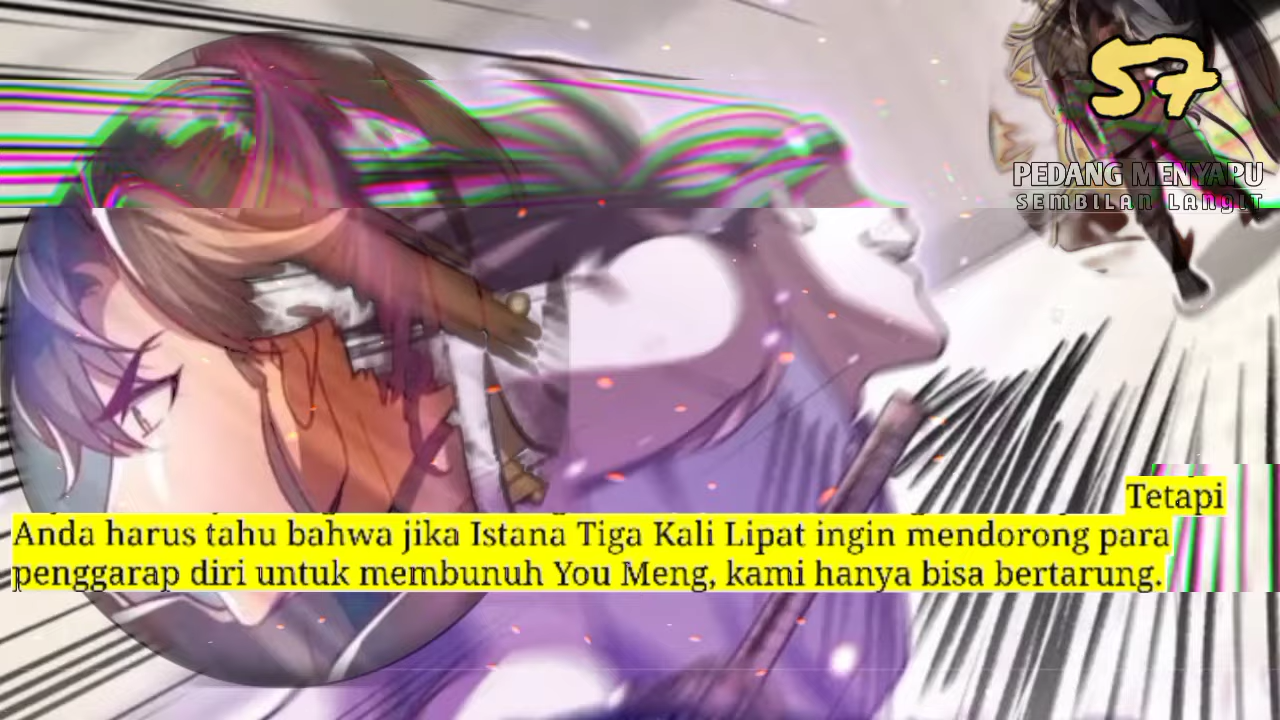 57
PEDANG MENYAPU
SEMBILAN LANGIT
Tetapi
Anda harus tahu bahwa jika Istana Tiga Kali Lipat ingin mendorong para
penggarap diri untuk membunuh You Meng, kami hanya bisa bertarung.